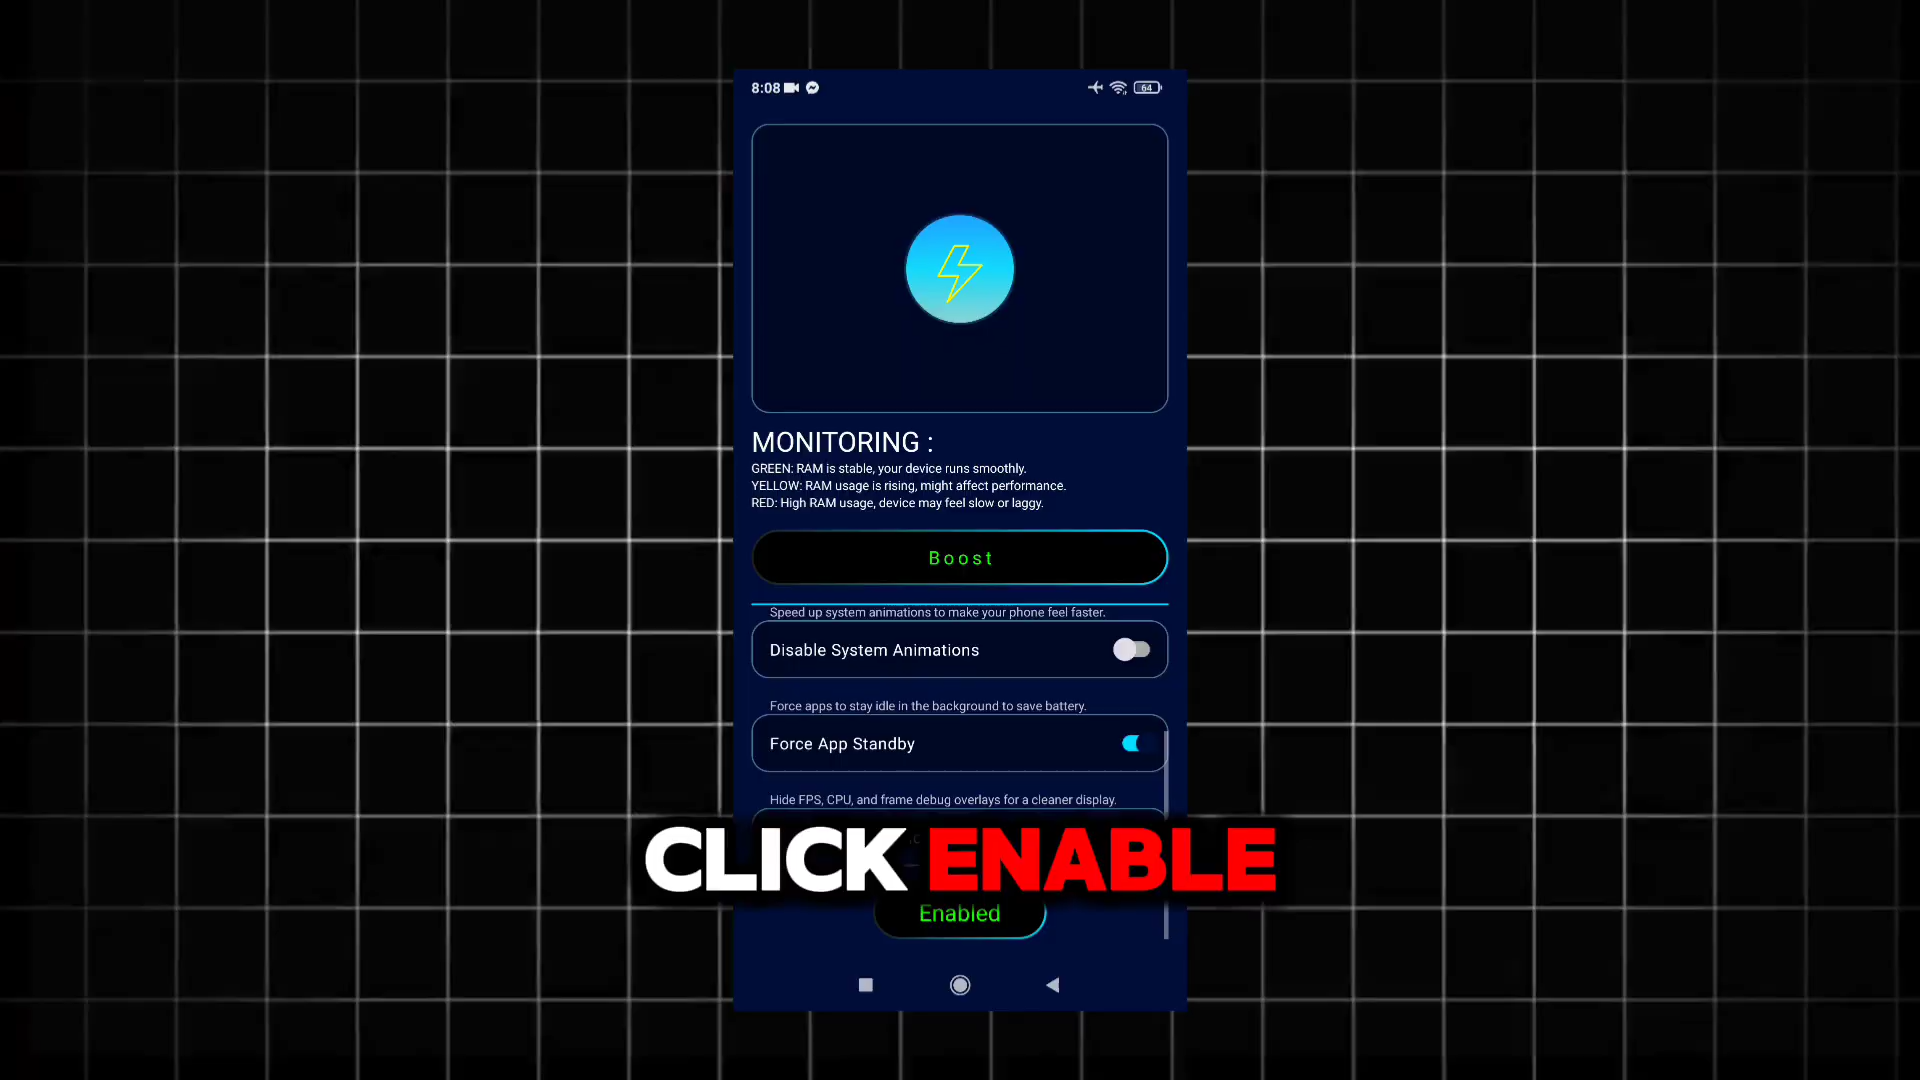 8:08
64
MONITORING :
GREEN: RAM is stable, your device runs smoothly.
YELLOW: RAM usage is rising, might affect performance.
RED: High RAM usage, device may feel slow or laggy.
Boost
Speed up system animations to make your phone feel faster.
Disable System Animations
Force apps to stay idle in the background to save battery.
Force App Standby
Hide FPS, CPU, and frame debug overlays for a cleaner display.
CLICK ENABLE
Enabled